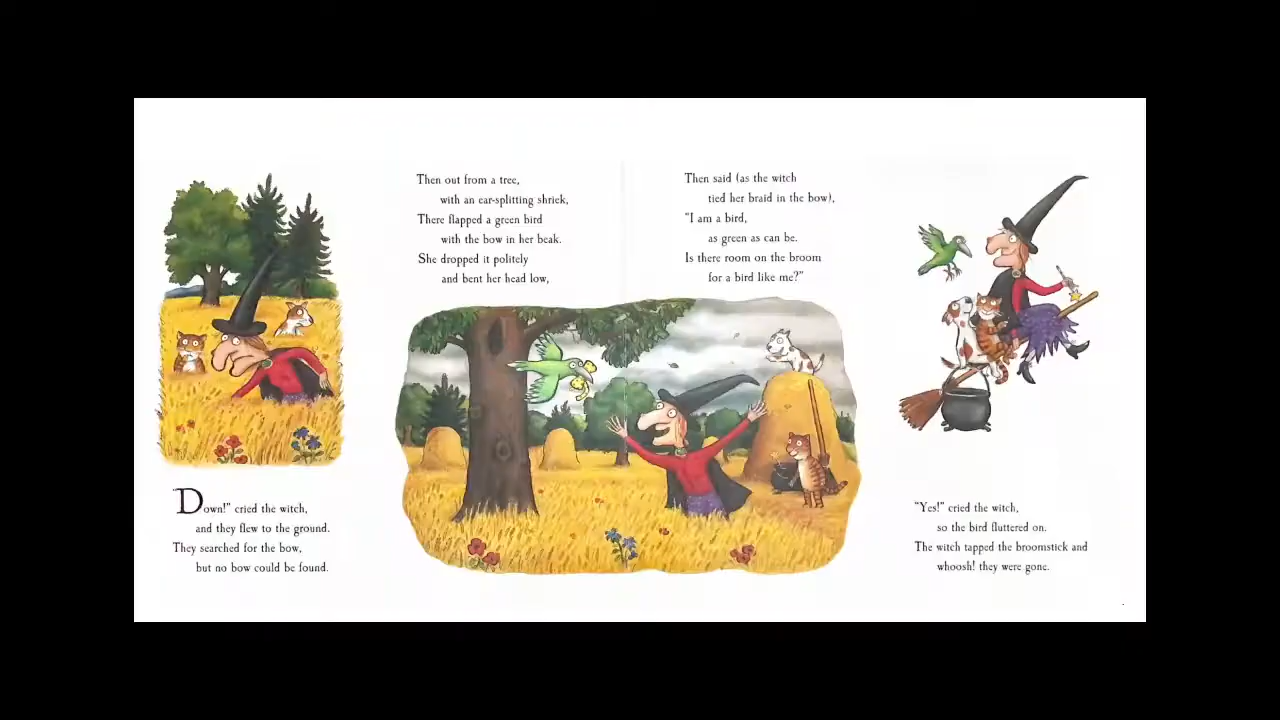 "Down!" cried the witch,
and they flew to the ground.
They searched for the bow,
but no bow could be found.
Then out from a tree,
with an ear-splitting shriek,
There flapped a green bird
with the bow in her beak.
She dropped it politely
and bent her head low,
Then said (as the witch
tied her braid in the bow),
"I am a bird,
as green as can be.
Is there room on the broom
for a bird like me?"
"Yes!" cried the witch,
so the bird fluttered on.
The witch tapped the broomstick and
whoosh! they were gone.